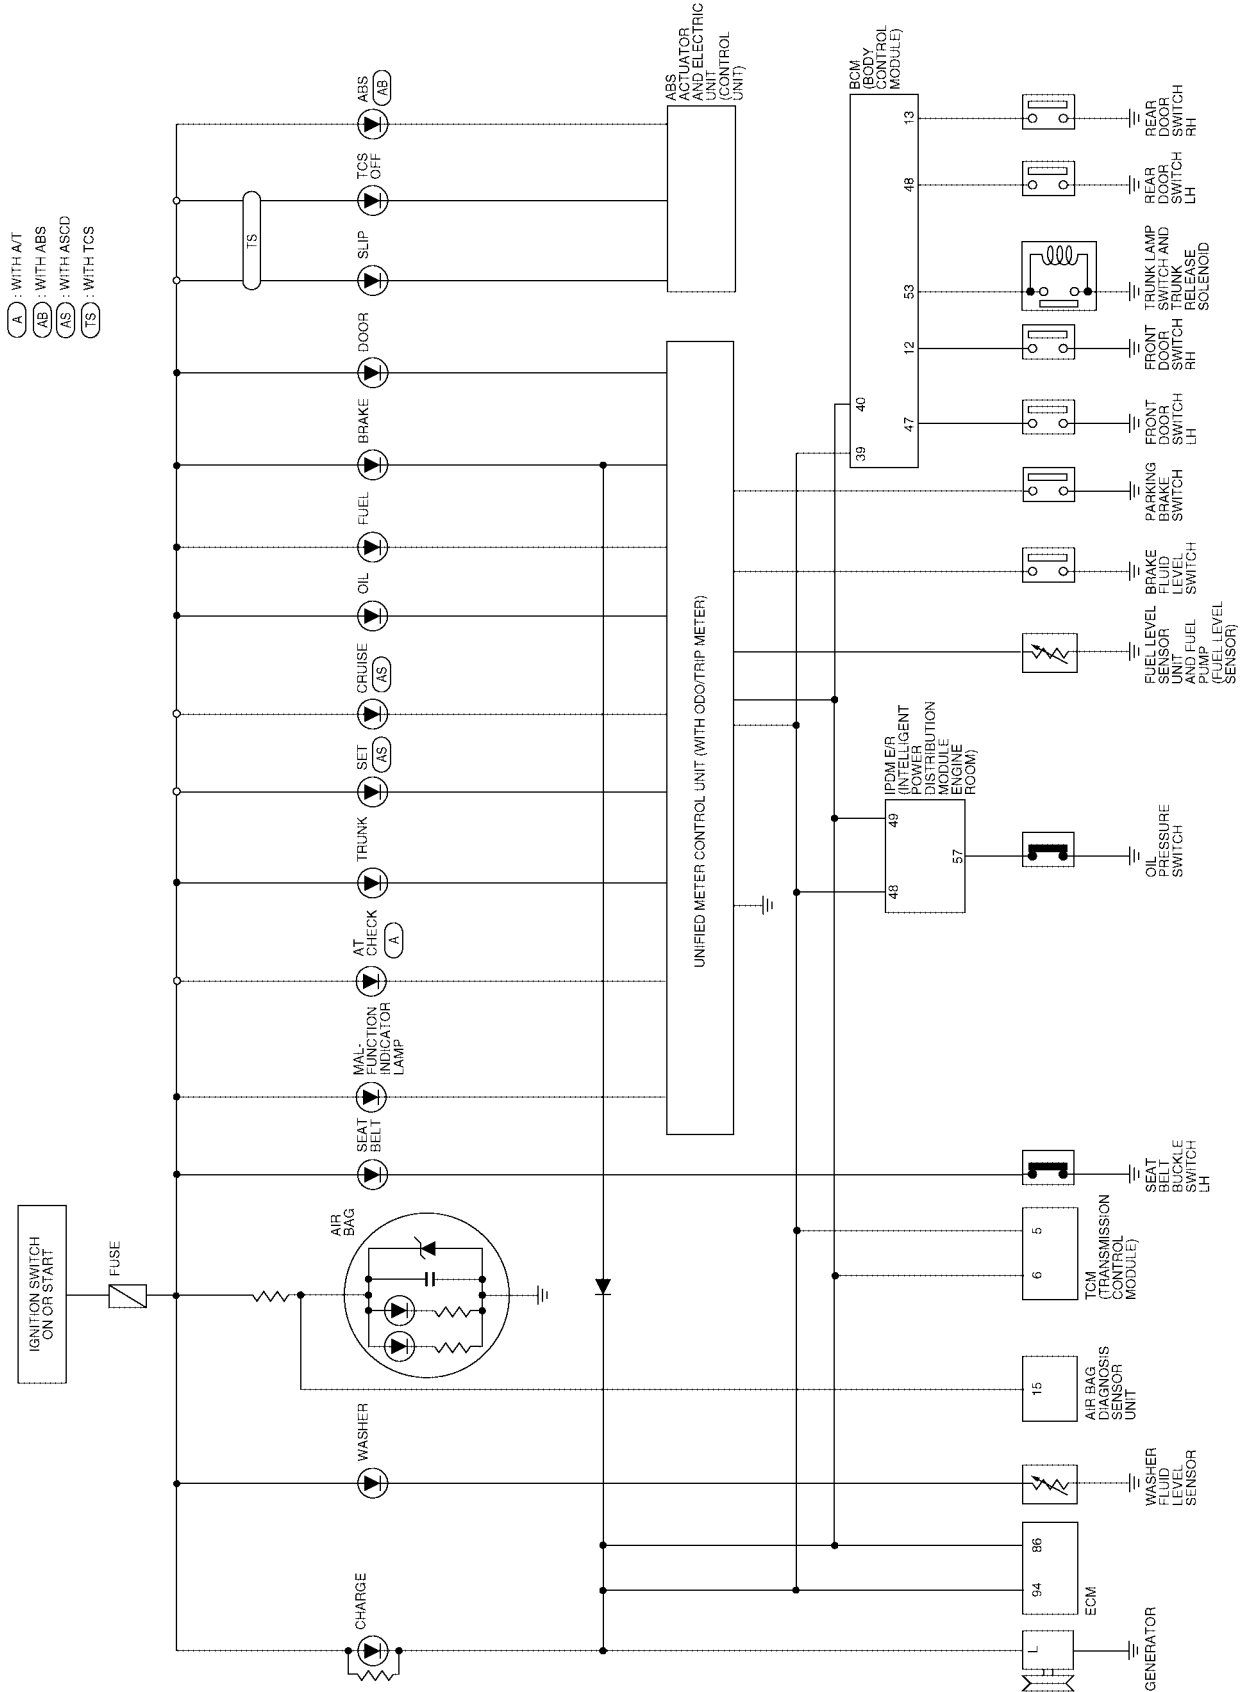 A : WITH A/T
AB : WITH ABS
AS : WITH ASCD
TS : WITH TCS
IGNITION SWITCH
ON OR START
FUSE
TS
CHARGE
WASHER
AIR
BAG
SEAT
BELT
MAL-
FUNCTION
INDICATOR
LAMP
AT
CHECK
A
TRUNK
SET
AS
CRUISE
AS
OIL
FUEL
BRAKE
DOOR
SLIP
TCS
OFF
ABS
AB
UNIFIED METER CONTROL UNIT (WITH ODO/TRIP METER)
ABS
ACTUATOR
AND ELECTRIC
UNIT
(CONTROL
UNIT)
BCM
(BODY
CONTROL
MODULE)
39
40
47
12
53
48
13
IPDM E/R
(INTELLIGENT
POWER
DISTRIBUTION
MODULE
ENGINE
ROOM)
48
49
57
L
GENERATOR
94
86
ECM
WASHER
FLUID
LEVEL
SENSOR
15
AIR BAG
DIAGNOSIS
SENSOR
UNIT
6
5
TCM
(TRANSMISSION
CONTROL
MODULE)
SEAT
BELT
BUCKLE
SWITCH
LH
OIL
PRESSURE
SWITCH
FUEL LEVEL
SENSOR
UNIT
AND FUEL
PUMP
(FUEL LEVEL
SENSOR)
BRAKE
FLUID
LEVEL
SWITCH
PARKING
BRAKE
SWITCH
FRONT
DOOR
SWITCH
LH
FRONT
DOOR
SWITCH
RH
TRUNK LAMP
SWITCH AND
TRUNK
RELEASE
SOLENOID
REAR
DOOR
SWITCH
LH
REAR
DOOR
SWITCH
RH